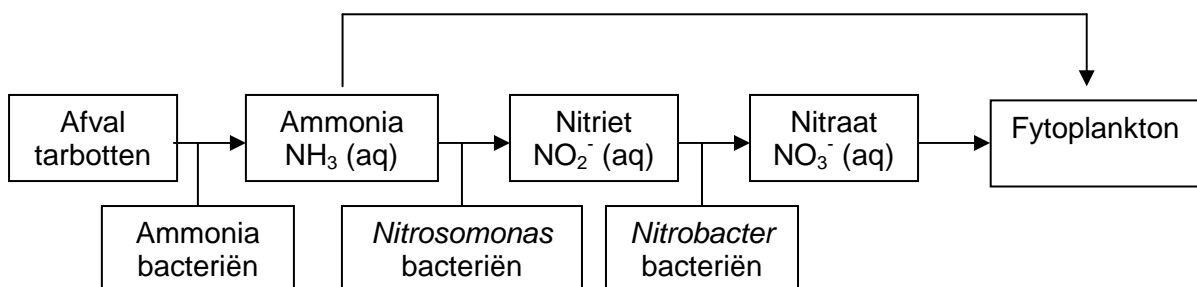 Afval
tarbotten
Ammonia
NH₃ (aq)
Nitriet
NO₂⁻ (aq)
Nitraat
NO₃⁻ (aq)
Fytoplankton
Ammonia
bacteriën
Nitrosomonas
bacteriën
Nitrobacter
bacteriën